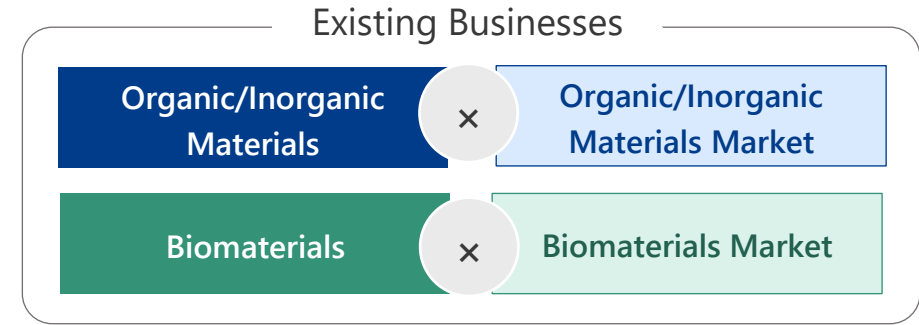 Existing Businesses
Organic/Inorganic
Materials
×
Organic/Inorganic
Materials Market
Biomaterials
×
Biomaterials Market